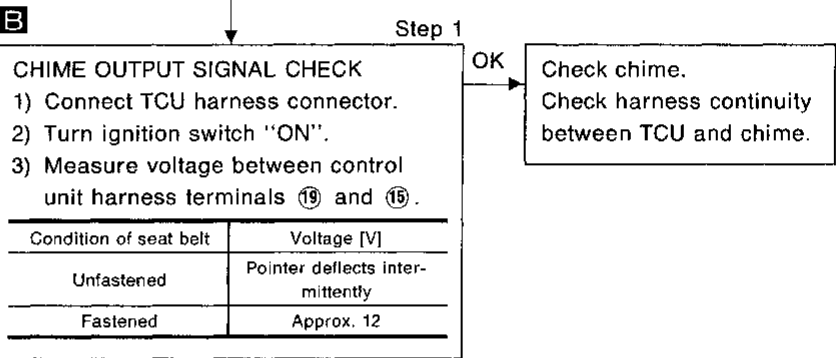 B
Step 1
CHIME OUTPUT SIGNAL CHECK
1) Connect TCU harness connector.
2) Turn ignition switch "ON".
3) Measure voltage between control
unit harness terminals ⑲ and ⑮.
Condition of seat belt Voltage [V]
Unfastened Pointer deflects inter-
mittently
Fastened Approx. 12
OK
Check chime.
Check harness continuity
between TCU and chime.